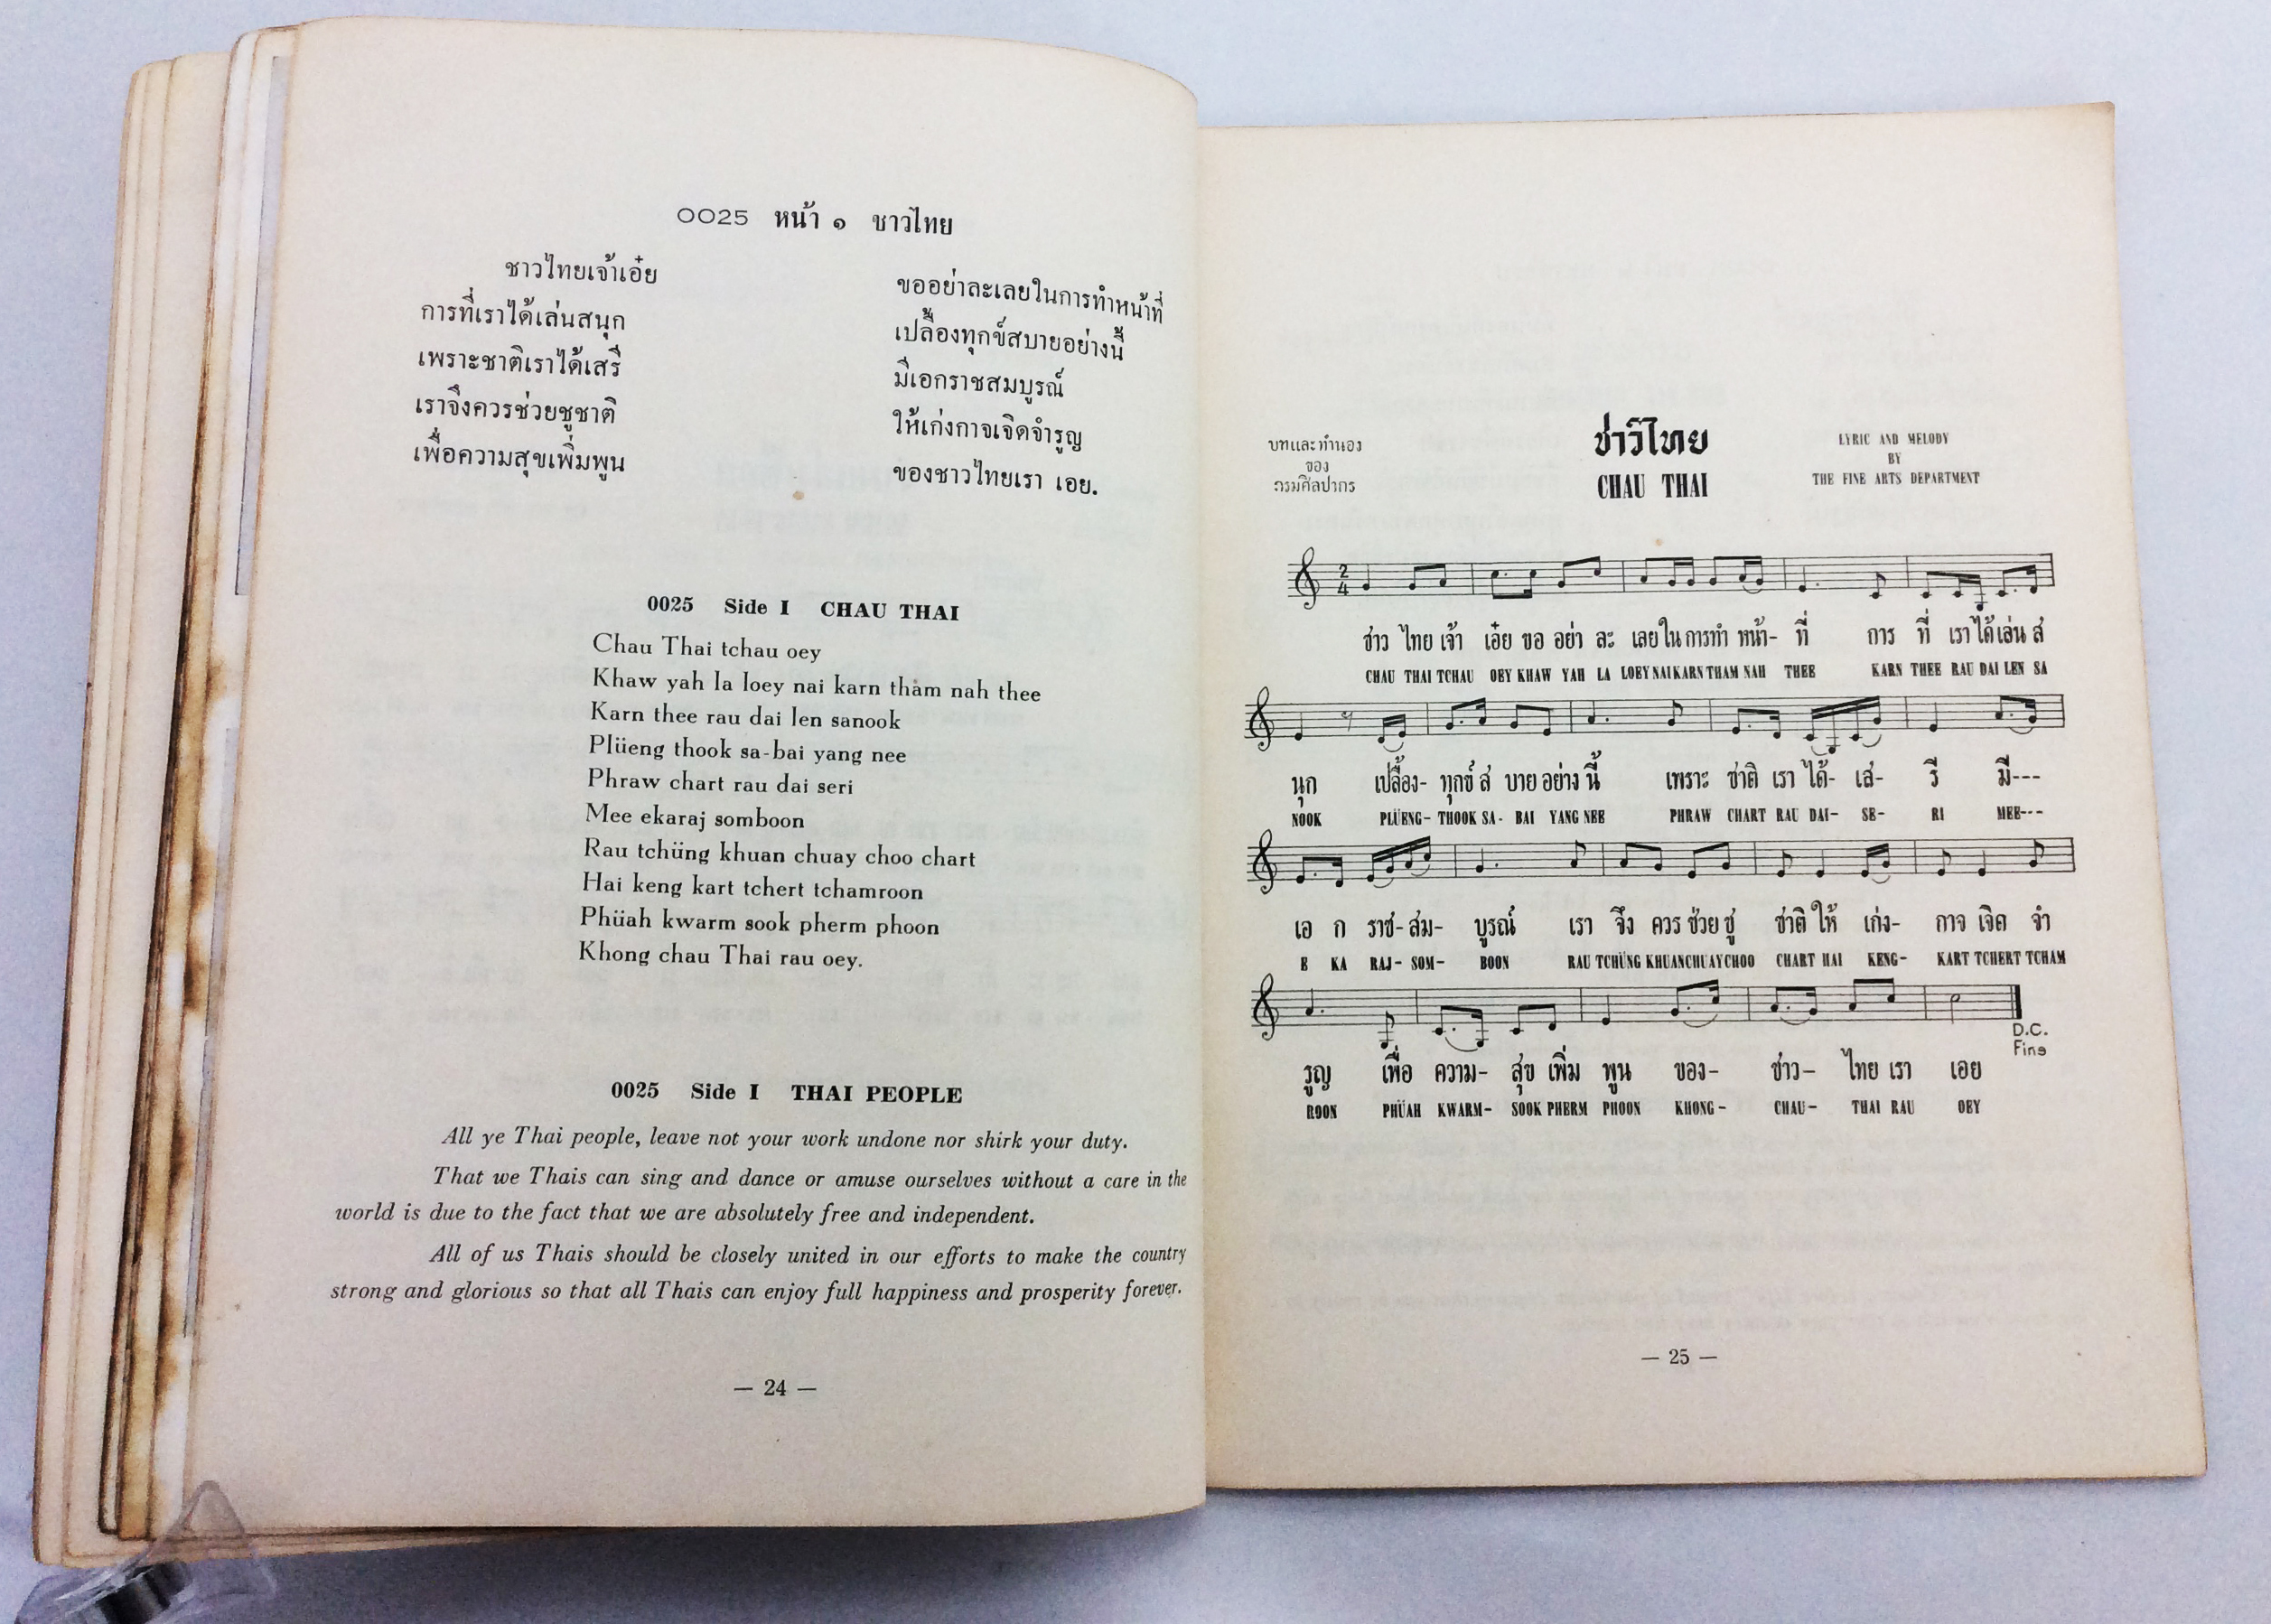 0025 หน้า ๑ ชาวไทย
ชาวไทยเจ้าเอ๋ย ขออย่าละเลยในการทำหน้าที่
การที่เราได้เล่นสนุก เปลื้องทุกข์สบายอย่างนี้
เพราะชาติเราได้เสรี มีเอกราชสมบูรณ์
เราจึงควรช่วยชูชาติ ให้เก่งกาจเจิดจำรูญ
เพื่อความสุขเพิ่มพูน ของชาวไทยเรา เอย.
0025 Side I CHAU THAI
Chau Thai tchau oey
Khaw yah la loey nai karn tham nah thee
Karn thee rau dai len sanook
Plüeng thook sa-bai yang nee
Phraw chart rau dai seri
Mee ekaraj somboon
Rau tchüng khuan chuay choo chart
Hai keng kart tchert tchamroon
Phüah kwarm sook pherm phoon
Khong chau Thai rau oey.
0025 Side I THAI PEOPLE
All ye Thai people, leave not your work undone nor shirk your duty.
That we Thais can sing and dance or amuse ourselves without a care in the
world is due to the fact that we are absolutely free and independent.
All of us Thais should be closely united in our efforts to make the country
strong and glorious so that all Thais can enjoy full happiness and prosperity forever.
— 24 —
บทและทำนอง
ของ
กรมศิลปากร
ชาวไทย
CHAU THAI
LYRIC AND MELODY
BY
THE FINE ARTS DEPARTMENT
2
4
ชาว ไทย เจ้า เอ๋ย ขอ อย่า ละ เลย ใน การ ทำ หน้า- ที่ การ ที่ เรา ได้ เล่น ส
CHAU THAI TCHAU OEY KHAW YAH LA LOEY NAI KARN THAM NAH THEE KARN THEE RAU DAI LEN SA
นุก เปลื้อง- ทุกข์ ส บาย อย่าง นี้ เพราะ ชาติ เรา ได้- เส- รี มี---
NOOK PLÜENG- THOOK SA- BAI YANG NEE PHRAW CHART RAU DAI- SE- RI MEE---
เอ ก ราช- สม- บูรณ์ เรา จึง ควร ช่วย ชู ชาติ ให้ เก่ง- กาจ เจิด จำ
E KA RAJ- SOM- BOON RAU TCHÜNG KHUAN CHUAY CHOO CHART HAI KENG- KART TCHERT TCHAM
D.C.
Fine
รูญ เพื่อ ความ- สุข เพิ่ม พูน ของ- ชาว- ไทย เรา เอย
ROON PHÜAH KWARM- SOOK PHERM PHOON KHONG- CHAU- THAI RAU OEY
— 25 —